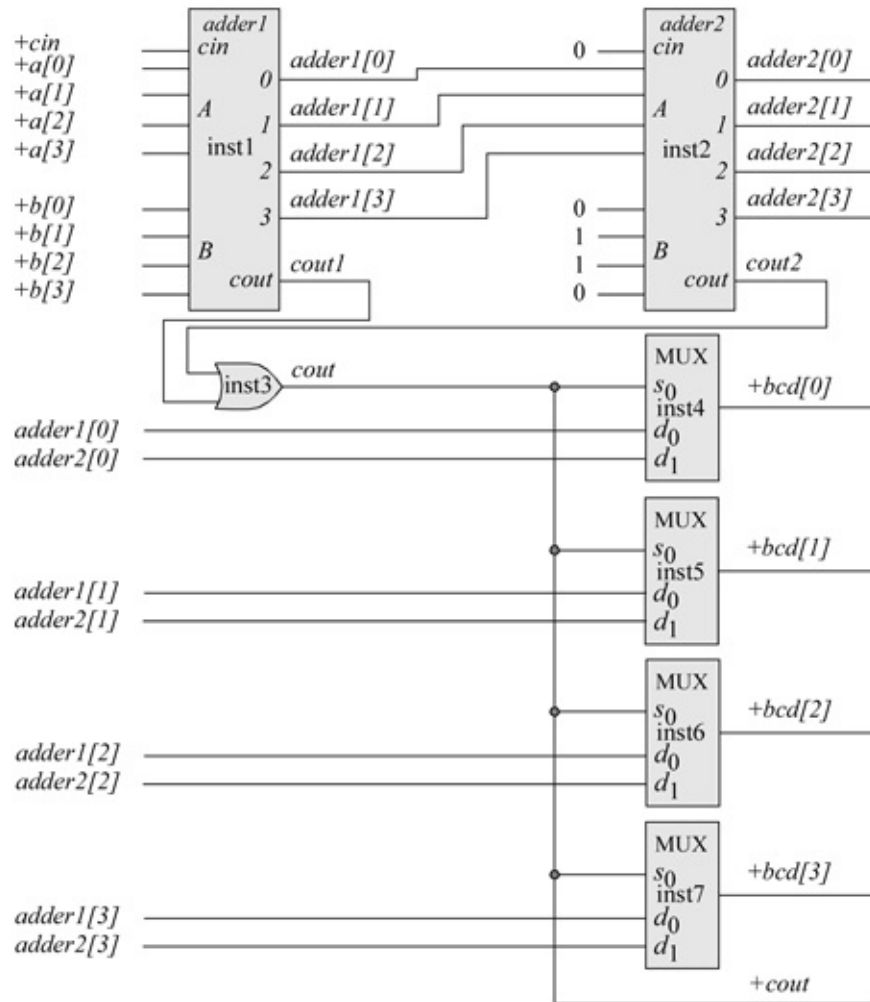 adder1
adder2
+cin
cin
adder1[0]
0
cin
adder2[0]
+a[0]
0
0
+a[1]
A
1
adder1[1]
A
1
adder2[1]
+a[2]
inst1
inst2
+a[3]
2
adder1[2]
2
adder2[2]
+b[0]
3
adder1[3]
0
3
adder2[3]
+b[1]
1
+b[2]
B
cout
cout1
1
B
cout
cout2
+b[3]
0
MUX
inst3
cout
s0
+bcd[0]
inst4
adder1[0]
d0
adder2[0]
d1
MUX
s0
+bcd[1]
inst5
adder1[1]
d0
adder2[1]
d1
MUX
s0
+bcd[2]
inst6
adder1[2]
d0
adder2[2]
d1
MUX
s0
+bcd[3]
inst7
adder1[3]
d0
adder2[3]
d1
+cout